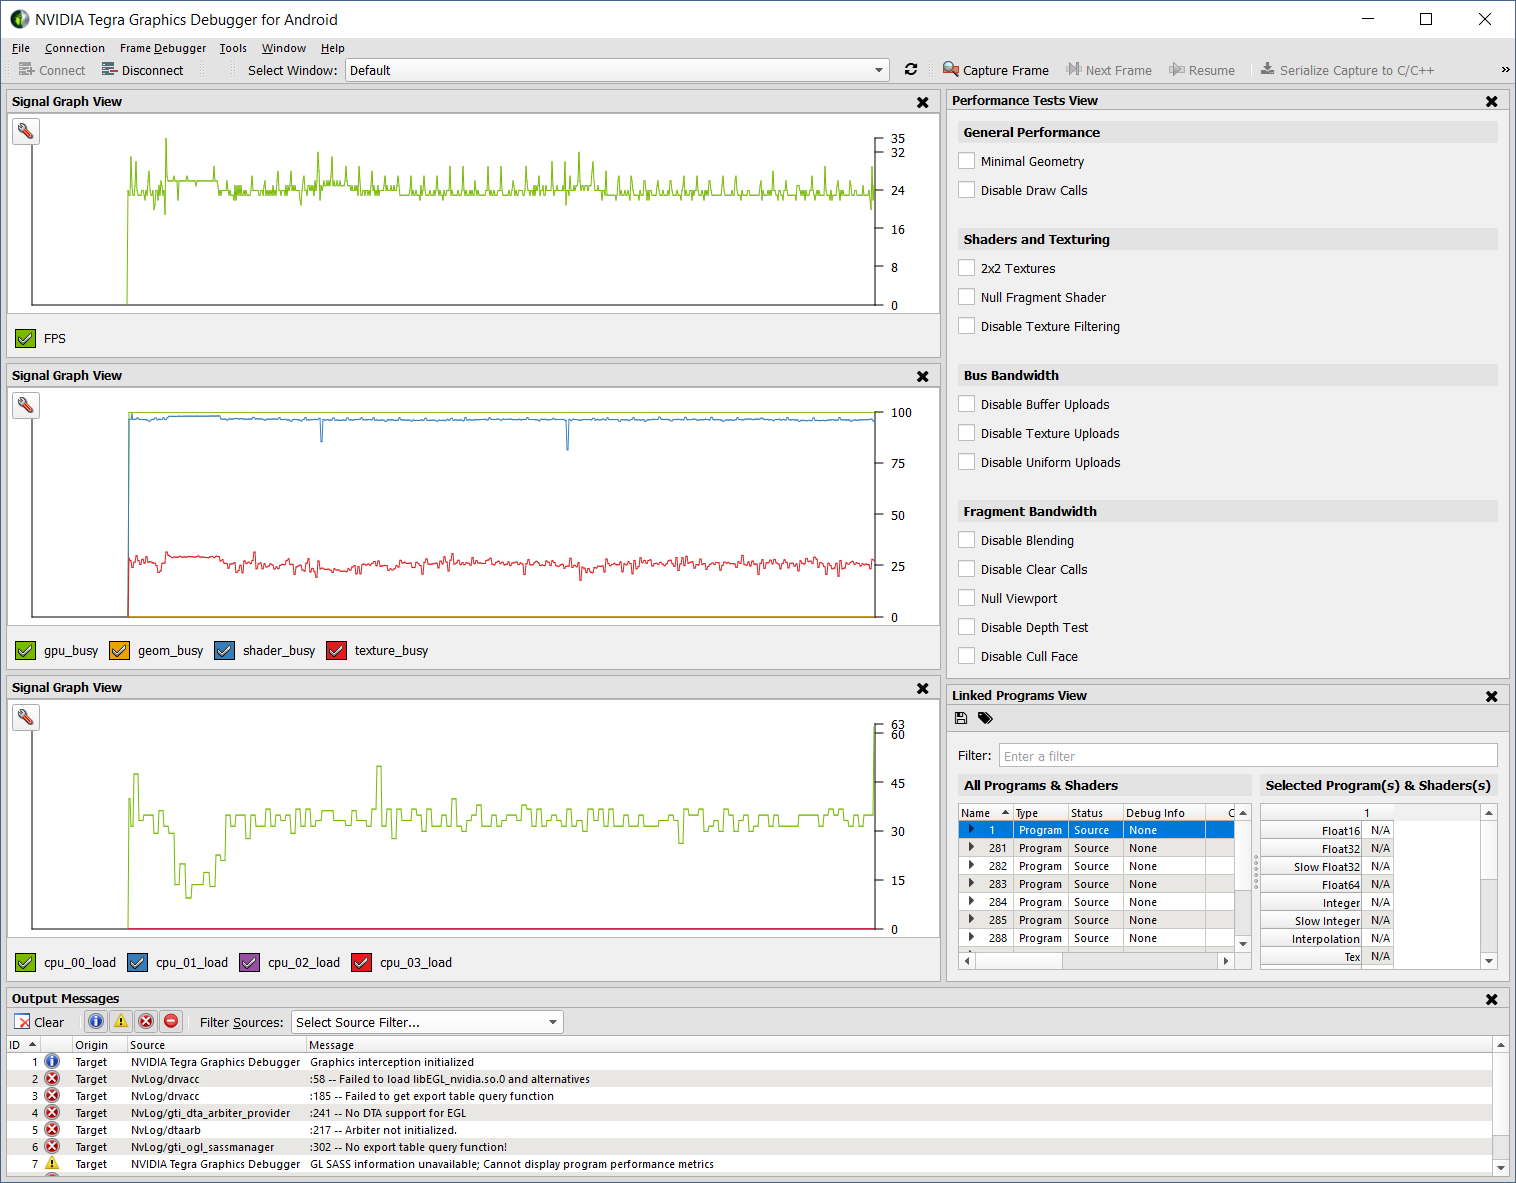 NVIDIA Tegra Graphics Debugger for Android
File Connection Frame Debugger Tools Window Help
Connect Disconnect Select Window: Default Capture Frame Next Frame Resume Serialize Capture to C/C++ »
Signal Graph View
35
32
24
16
8
0
FPS
Signal Graph View
100
75
50
25
0
gpu_busy geom_busy shader_busy texture_busy
Signal Graph View
63
60
45
30
15
0
cpu_00_load cpu_01_load cpu_02_load cpu_03_load
Performance Tests View
General Performance
Minimal Geometry
Disable Draw Calls
Shaders and Texturing
2x2 Textures
Null Fragment Shader
Disable Texture Filtering
Bus Bandwidth
Disable Buffer Uploads
Disable Texture Uploads
Disable Uniform Uploads
Fragment Bandwidth
Disable Blending
Disable Clear Calls
Null Viewport
Disable Depth Test
Disable Cull Face
Linked Programs View
Filter: Enter a filter
All Programs & Shaders
Name Type Status Debug Info
1 Program Source None
281 Program Source None
282 Program Source None
283 Program Source None
284 Program Source None
285 Program Source None
288 Program Source None
Selected Program(s) & Shaders(s)
1
Float16 N/A
Float32 N/A
Slow Float32 N/A
Float64 N/A
Integer N/A
Slow Integer N/A
Interpolation N/A
Tex N/A
Output Messages
Clear Filter Sources: Select Source Filter...
ID Origin Source Message
1 Target NVIDIA Tegra Graphics Debugger Graphics interception initialized
2 Target NvLog/drvacc :58 -- Failed to load libEGL_nvidia.so.0 and alternatives
3 Target NvLog/drvacc :185 -- Failed to get export table query function
4 Target NvLog/gti_dta_arbiter_provider :241 -- No DTA support for EGL
5 Target NvLog/dtaarb :217 -- Arbiter not initialized.
6 Target NvLog/gti_ogl_sassmanager :302 -- No export table query function!
7 Target NVIDIA Tegra Graphics Debugger GL SASS information unavailable; Cannot display program performance metrics